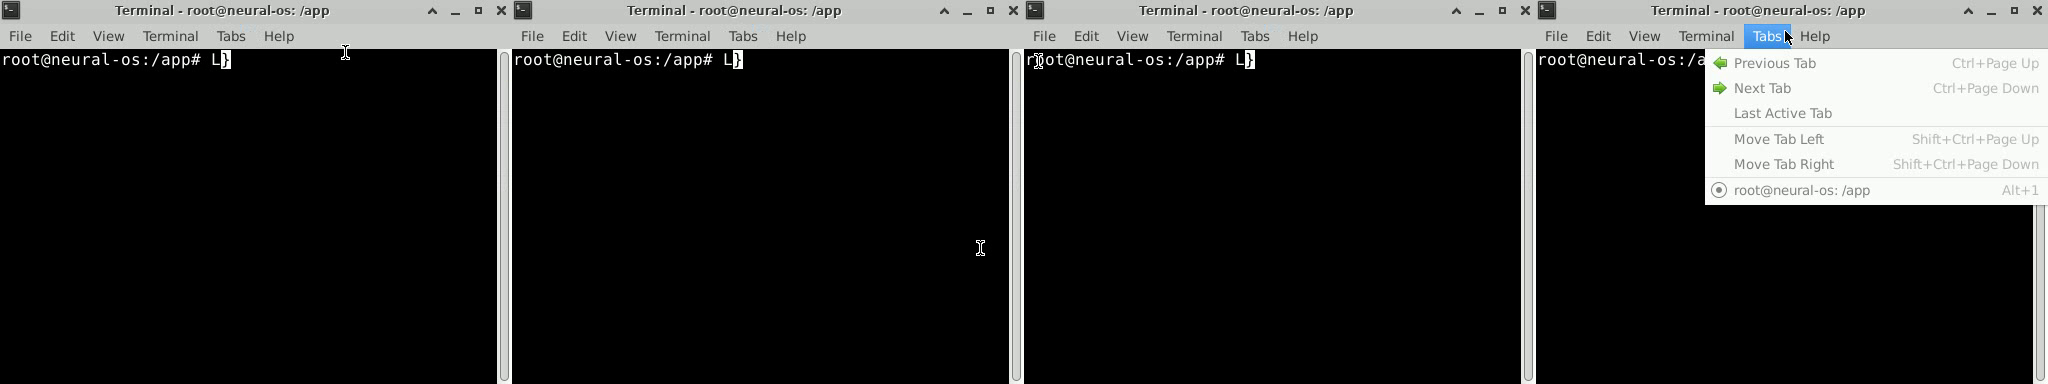 Terminal - root@neural-os: /app
File Edit View Terminal Tabs Help
root@neural-os:/app# L}
Terminal - root@neural-os: /app
File Edit View Terminal Tabs Help
root@neural-os:/app# L}
Terminal - root@neural-os: /app
File Edit View Terminal Tabs Help
root@neural-os:/app# L}
Terminal - root@neural-os: /app
File Edit View Terminal Tabs Help
root@neural-os:/a
Previous Tab Ctrl+Page Up
Next Tab Ctrl+Page Down
Last Active Tab
Move Tab Left Shift+Ctrl+Page Up
Move Tab Right Shift+Ctrl+Page Down
root@neural-os: /app Alt+1